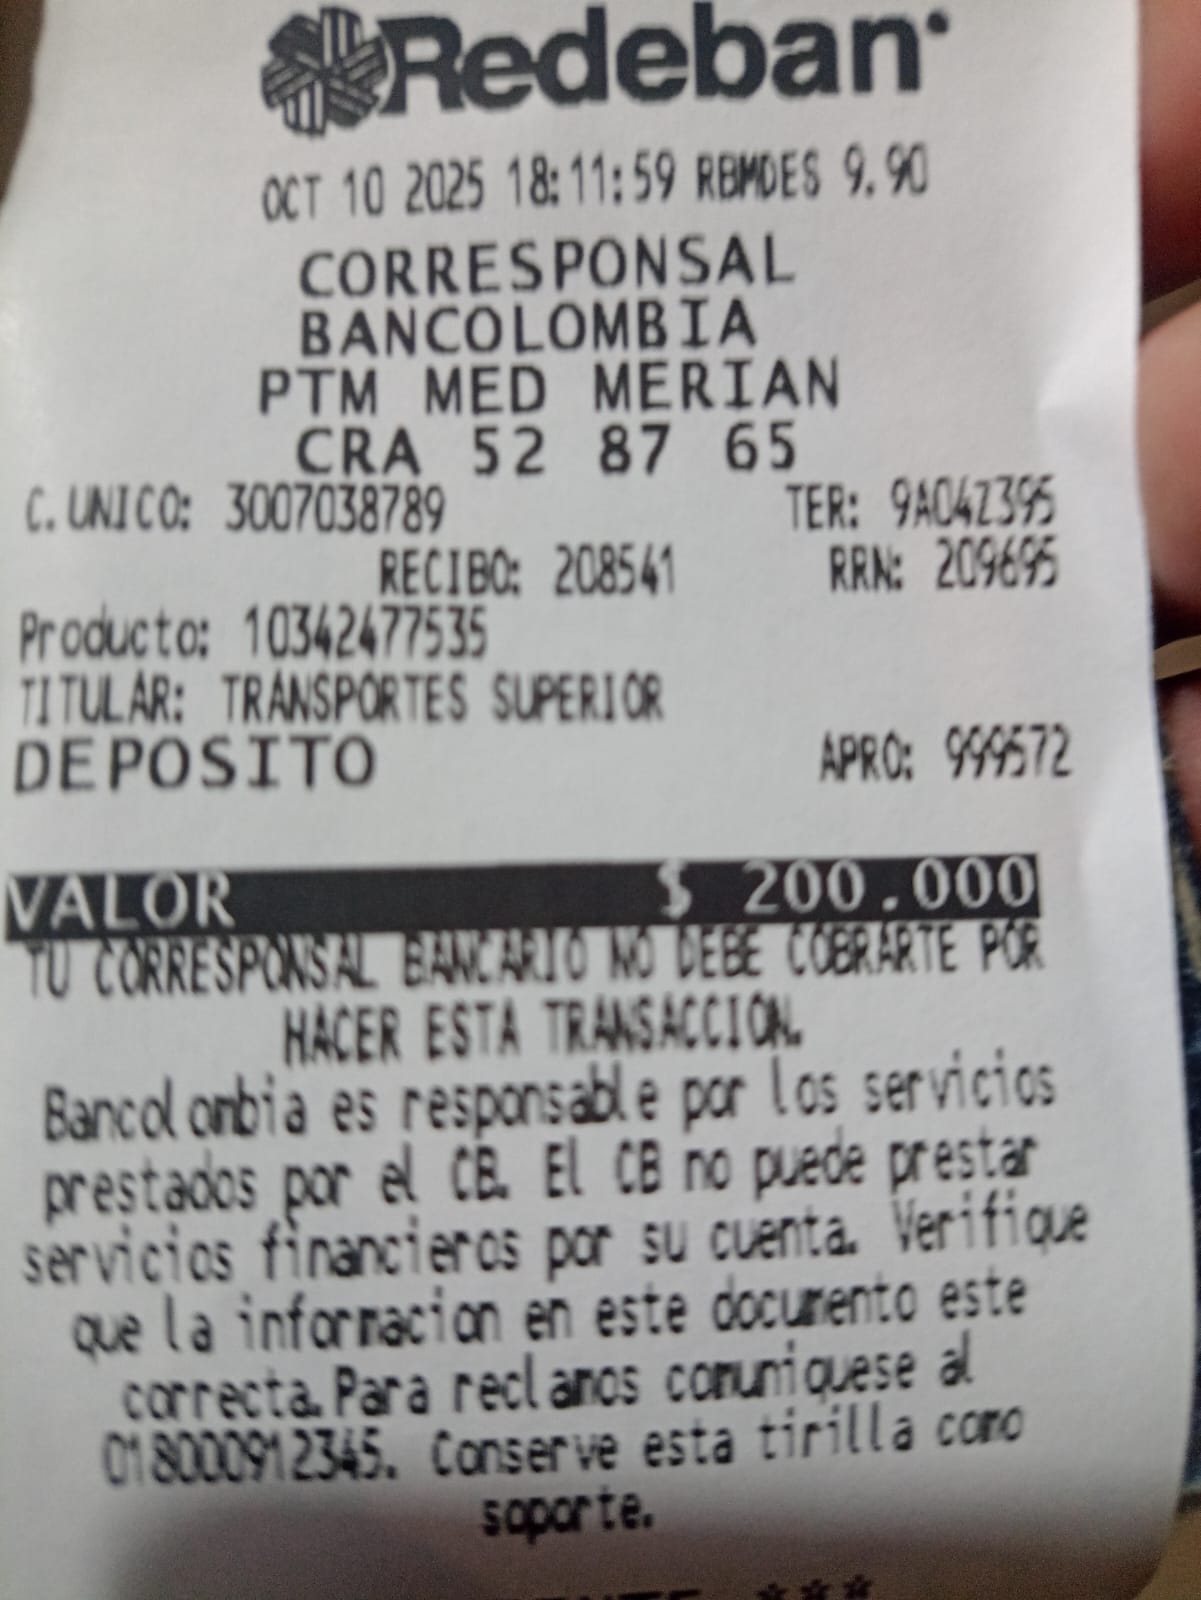 Redeban
OCT 10 2025 18:11:59 RBMDES 9.90
CORRESPONSAL
BANCOLOMBIA
PTM MED MERIAN
CRA 52 87 65
C. UNICO: 3007038789 TER: 9A04Z395
RECIBO: 208541 RRN: 209695
Producto: 10342477535
TITULAR: TRANSPORTES SUPERIOR
DEPOSITO APRO: 999572
VALOR $ 200.000
TU CORRESPONSAL BANCARIO NO DEBE COBRARTE POR
HACER ESTA TRANSACCION.
Bancolombia es responsable por los servicios
prestados por el CB. El CB no puede prestar
servicios financieros por su cuenta. Verifique
que la informacion en este documento este
correcta.Para reclamos comuniquese al
018000912345. Conserve esta tirilla como
soporte.
***